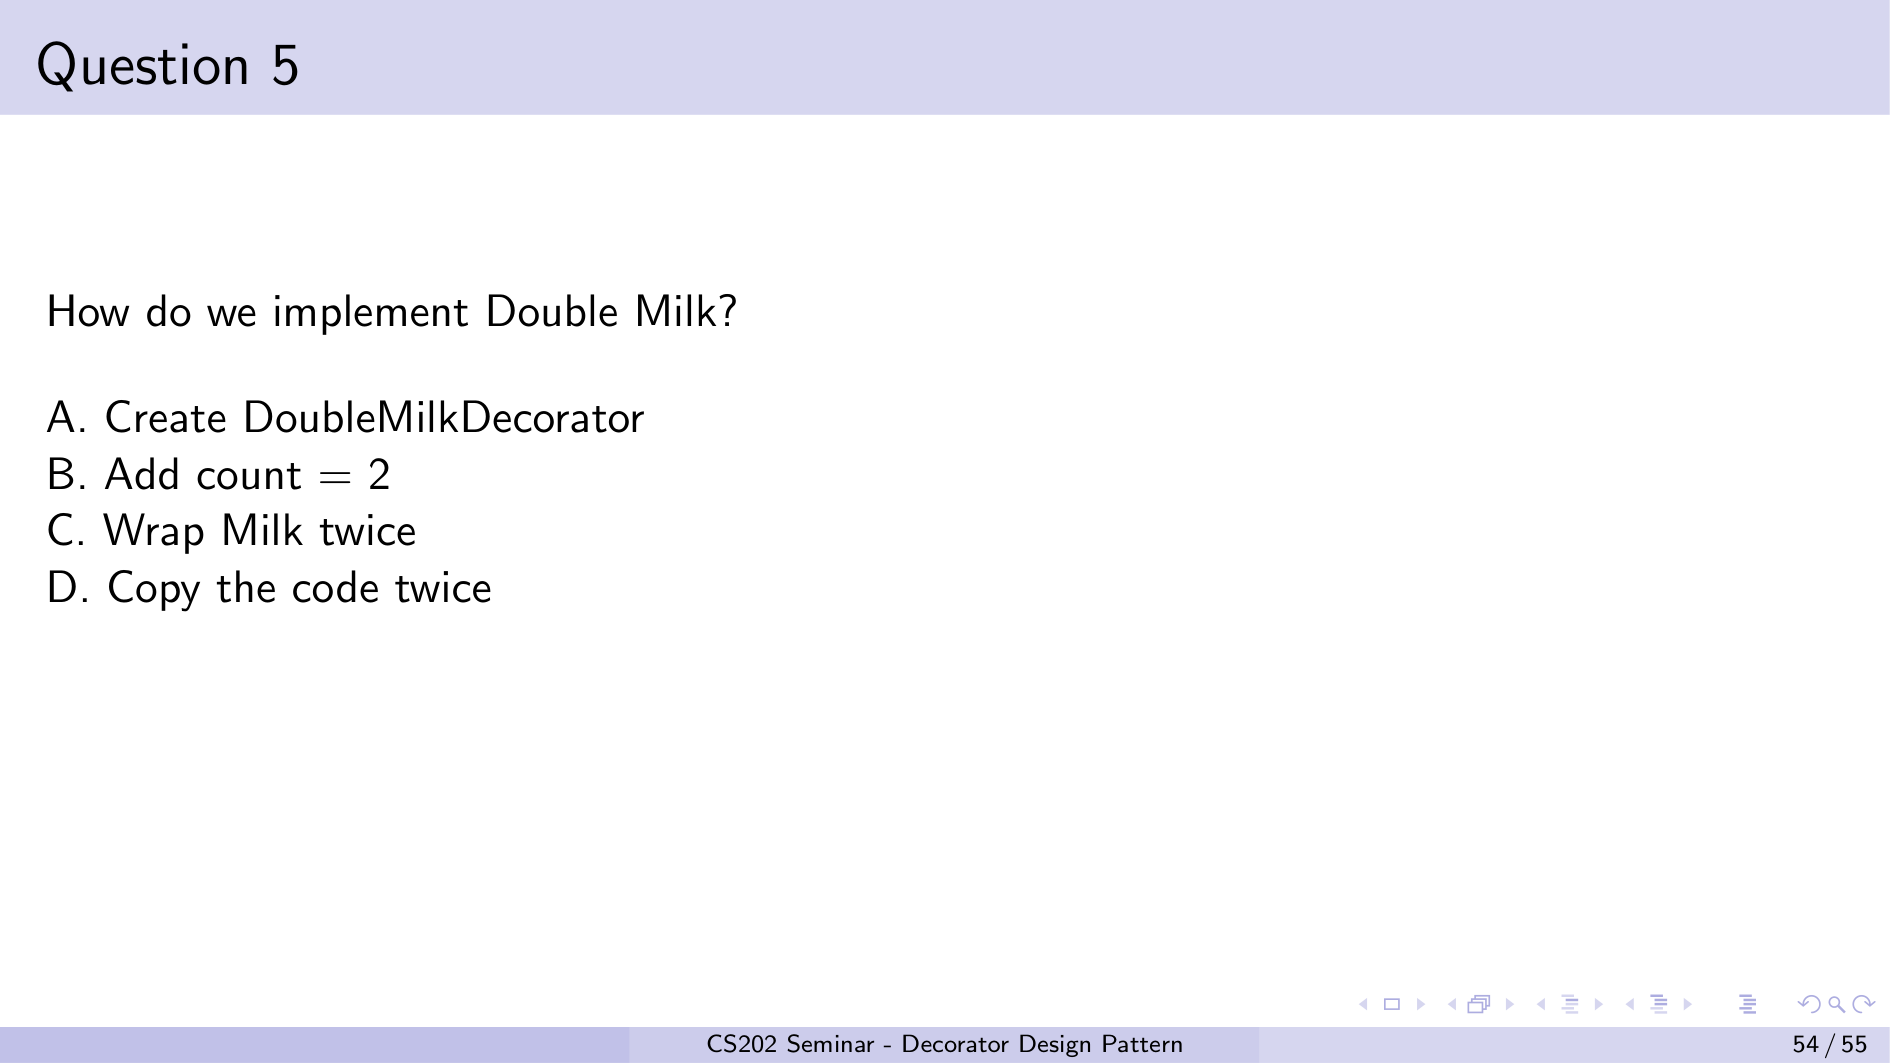 Question 5
How do we implement Double Milk?
A. Create DoubleMilkDecorator
B. Add count = 2
C. Wrap Milk twice
D. Copy the code twice
CS202 Seminar - Decorator Design Pattern
54 / 55